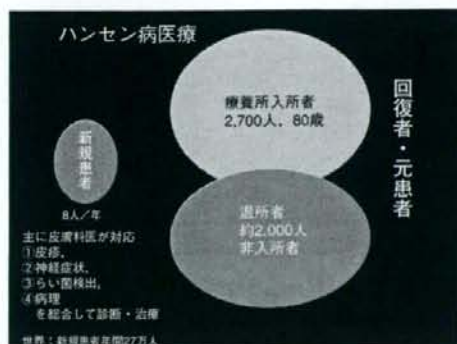 ハンセン病医療
新規患者
8人/年
主に皮膚科医が対応
①皮疹,
②神経症状,
③らい菌検出,
④病理
を総合して診断・治療
世界:新規患者年間27万人
療養所入所者
2,700人, 80歳
退所者
約2,000人
非入所者
回復者・元患者